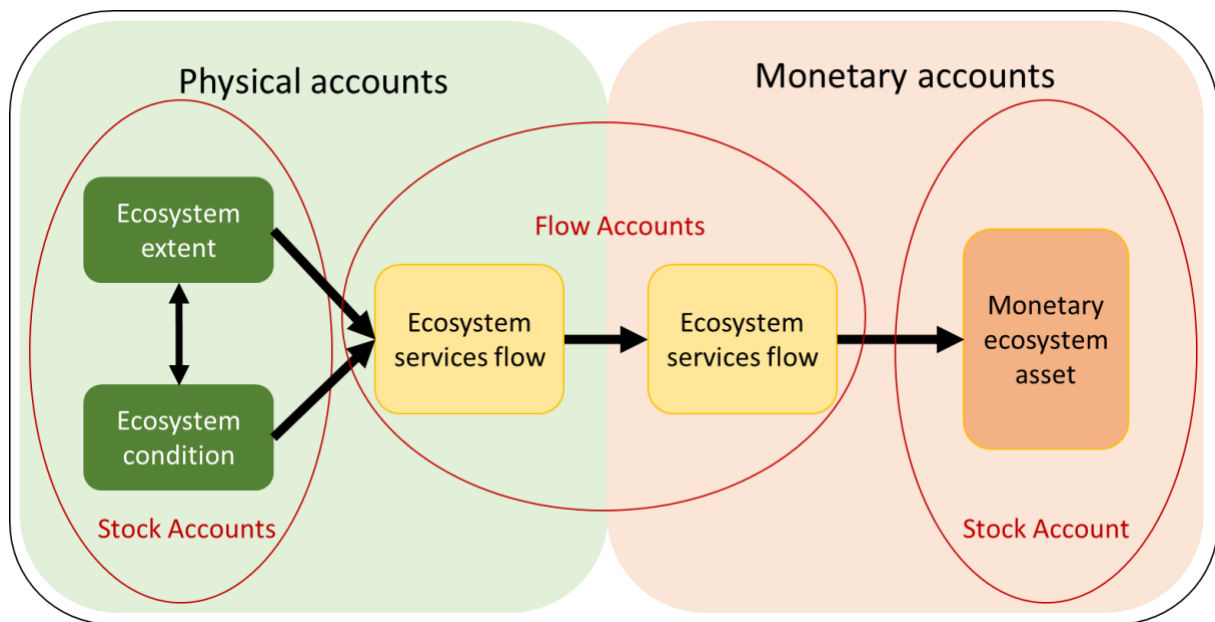 Physical accounts
Monetary accounts
Ecosystem
extent
Flow Accounts
Ecosystem
services flow
Ecosystem
services flow
Monetary
ecosystem
asset
Ecosystem
condition
Stock Accounts
Stock Account